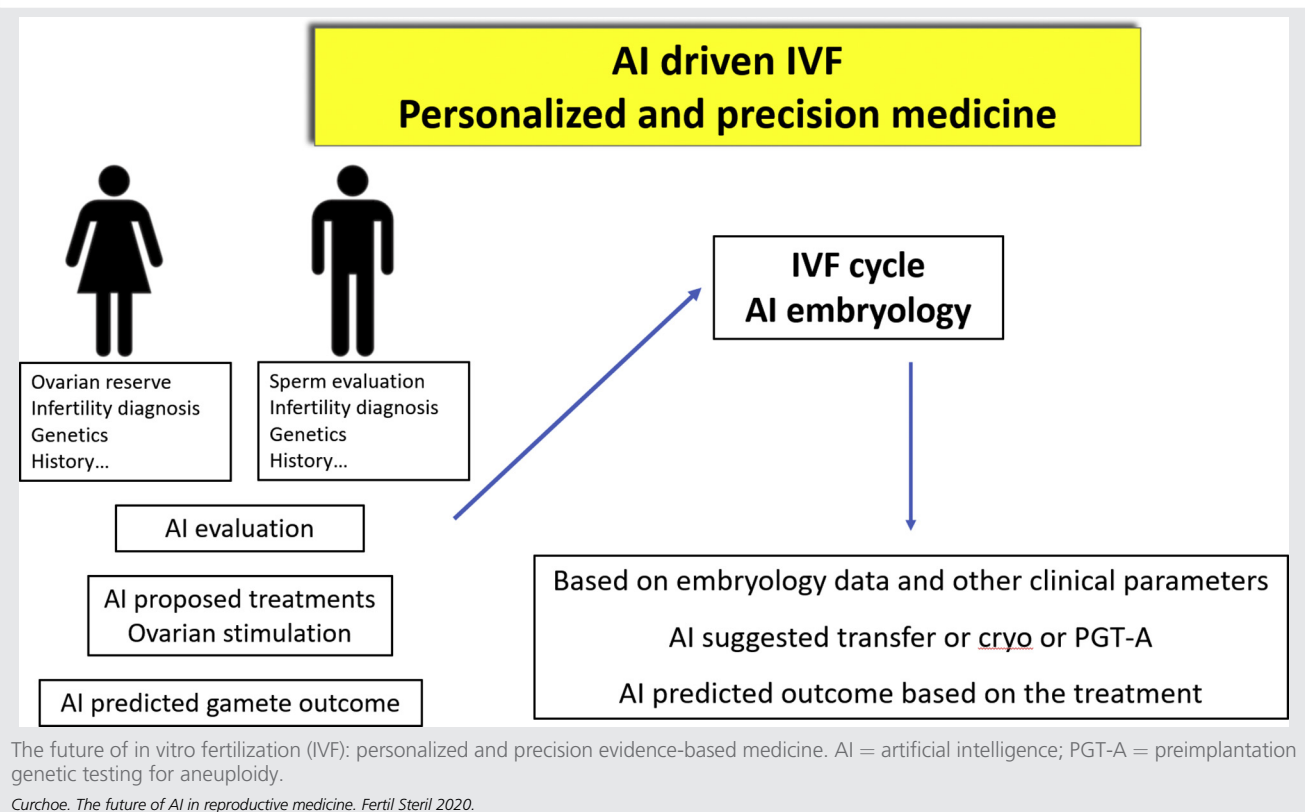 AI driven IVF
Personalized and precision medicine
Ovarian reserve
Infertility diagnosis
Genetics
History...
Sperm evaluation
Infertility diagnosis
Genetics
History...
AI evaluation
AI proposed treatments
Ovarian stimulation
AI predicted gamete outcome
IVF cycle
AI embryology
Based on embryology data and other clinical parameters
AI suggested transfer or cryo or PGT-A
AI predicted outcome based on the treatment
The future of in vitro fertilization (IVF): personalized and precision evidence-based medicine. AI = artificial intelligence; PGT-A = preimplantation
genetic testing for aneuploidy.
Curchoe. The future of AI in reproductive medicine. Fertil Steril 2020.